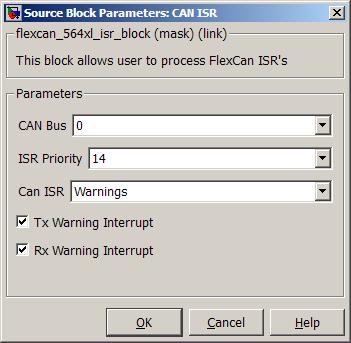 Source Block Parameters: CAN ISR
flexcan_564xl_isr_block (mask) (link)
This block allows user to process FlexCan ISR's
Parameters
CAN Bus 0
ISR Priority 14
Can ISR Warnings
Tx Warning Interrupt
Rx Warning Interrupt
OK Cancel Help